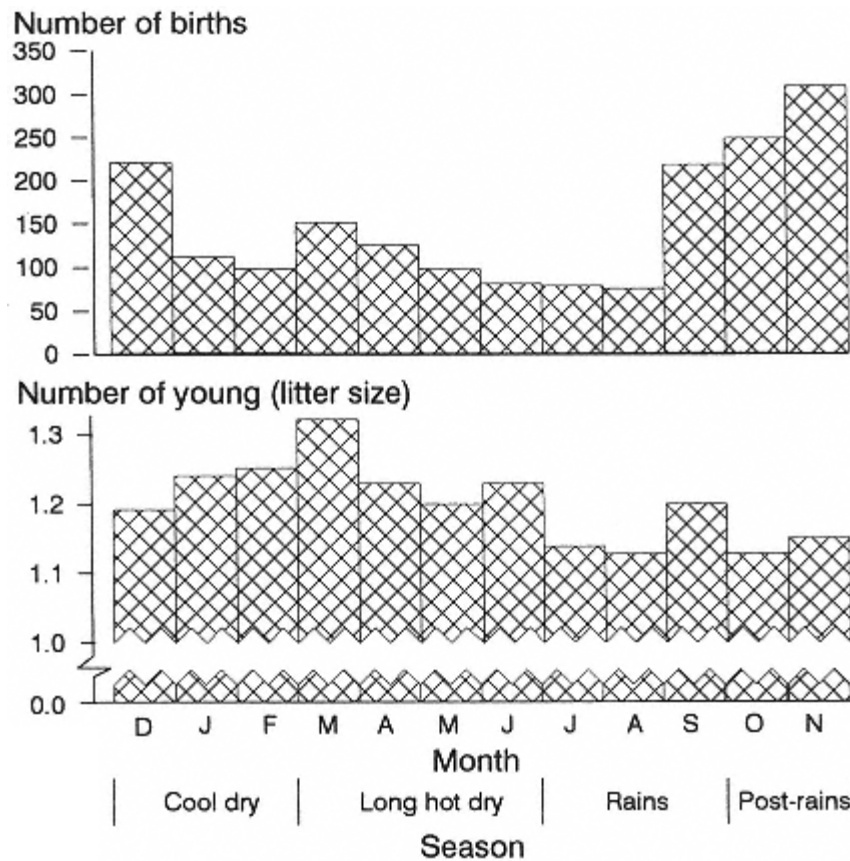 Number of births
350
300
250
200
150
100
50
0
Number of young (litter size)
1.3
1.2
1.1
1.0
0.0
D J F M A M J J A S O N
Month
Cool dry Long hot dry Rains Post-rains
Season